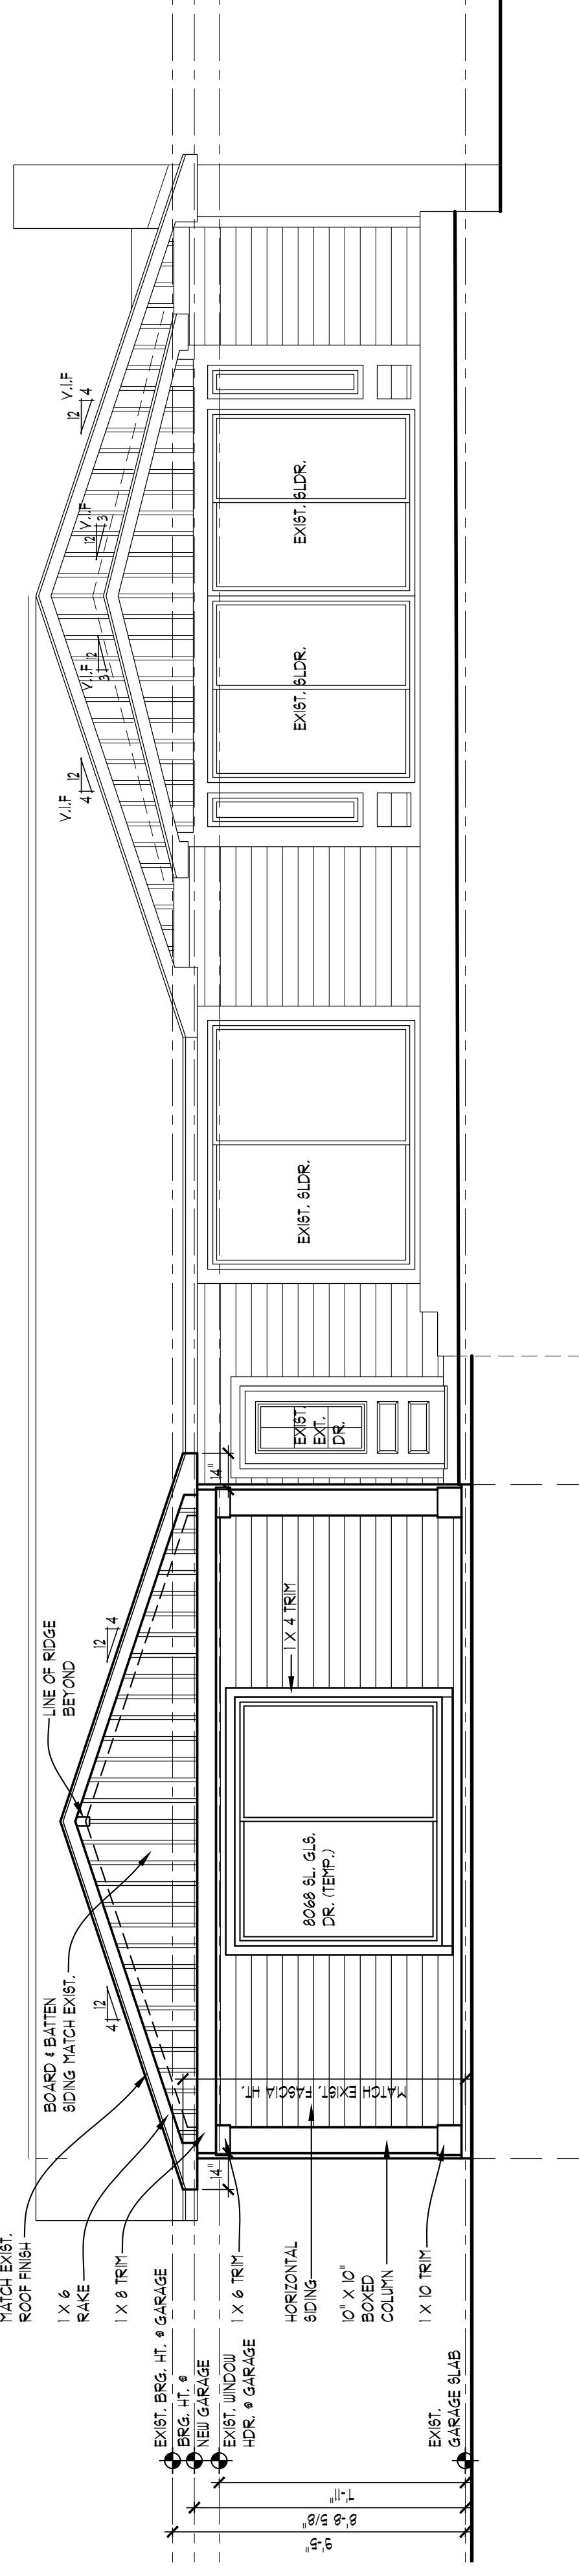 MATCH EXIST.
ROOF FINISH
1 X 6
RAKE
1 X 8 TRIM
EXIST. BRG. HT. @ GARAGE
BRG. HT. @
NEW GARAGE
EXIST. WINDOW
HDR. @ GARAGE
1 X 6 TRIM
HORIZONTAL
SIDING
10" X 10"
BOXED
COLUMN
1 X 10 TRIM
EXIST.
GARAGE SLAB
9'-5"
8'-8 5/8"
7'-11"
BOARD & BATTEN
SIDING MATCH EXIST.
12
4
14"
MATCH EXIST. FASCIA HT.
LINE OF RIDGE
BEYOND
12
4
8068 SL. GLS.
DR. (TEMP.)
1 X 4 TRIM
14"
EXIST.
EXT.
DR.
EXIST. SLDR.
V.I.F
12
4
V.I.F
12
3
EXIST. SLDR.
V.I.F
12
3
V.I.F
12
4
EXIST. SLDR.